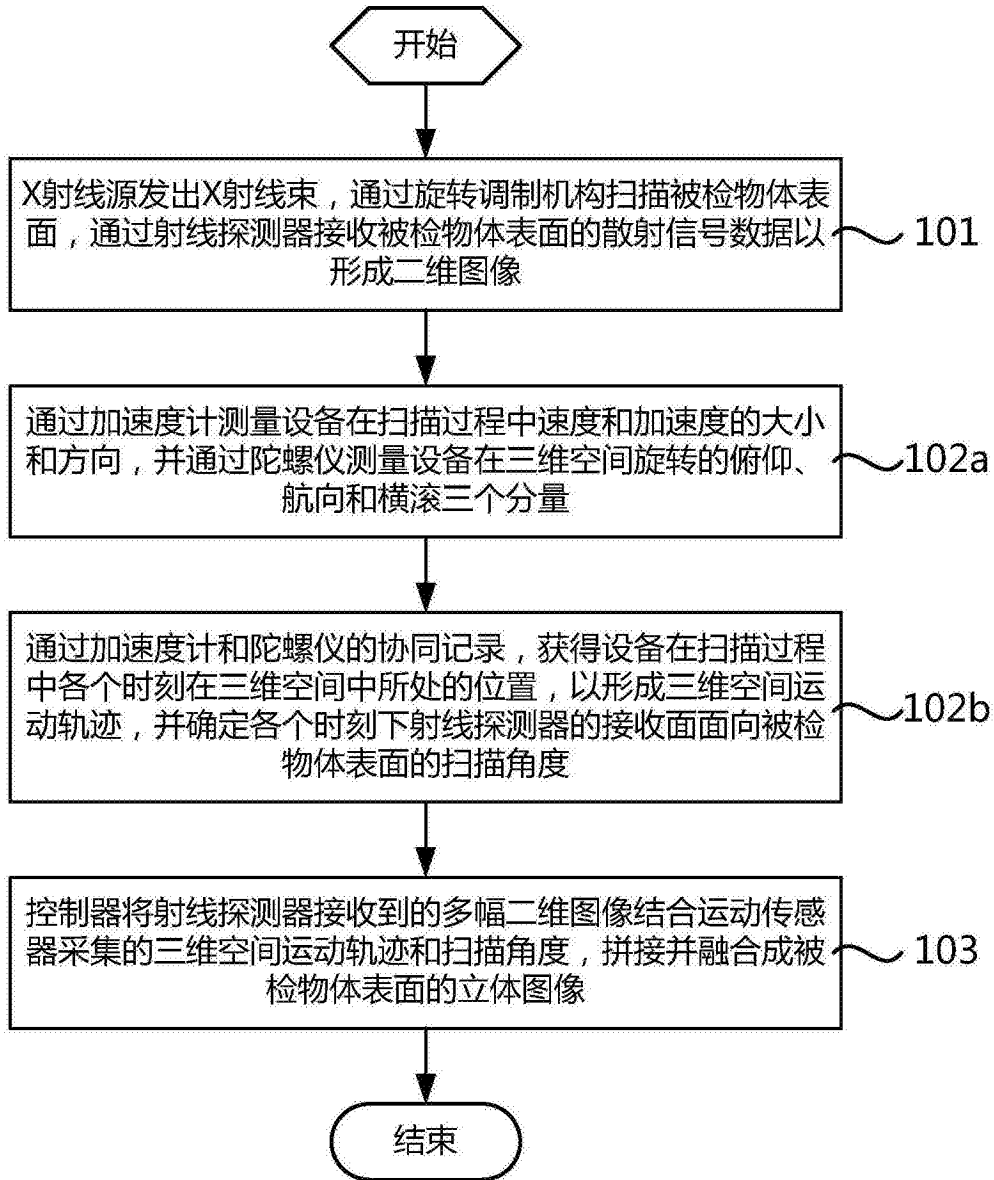 开始
X射线源发出X射线束，通过旋转调制机构扫描被检物体表
面，通过射线探测器接收被检物体表面的散射信号数据以
形成二维图像
101
通过加速度计测量设备在扫描过程中速度和加速度的大小
和方向，并通过陀螺仪测量设备在三维空间旋转的俯仰、
航向和横滚三个分量
102a
通过加速度计和陀螺仪的协同记录，获得设备在扫描过程
中各个时刻在三维空间中所处的位置，以形成三维空间运
动轨迹，并确定各个时刻下射线探测器的接收面面向被检
物体表面的扫描角度
102b
控制器将射线探测器接收到的多幅二维图像结合运动传感
器采集的三维空间运动轨迹和扫描角度，拼接并融合成被
检物体表面的立体图像
103
结束